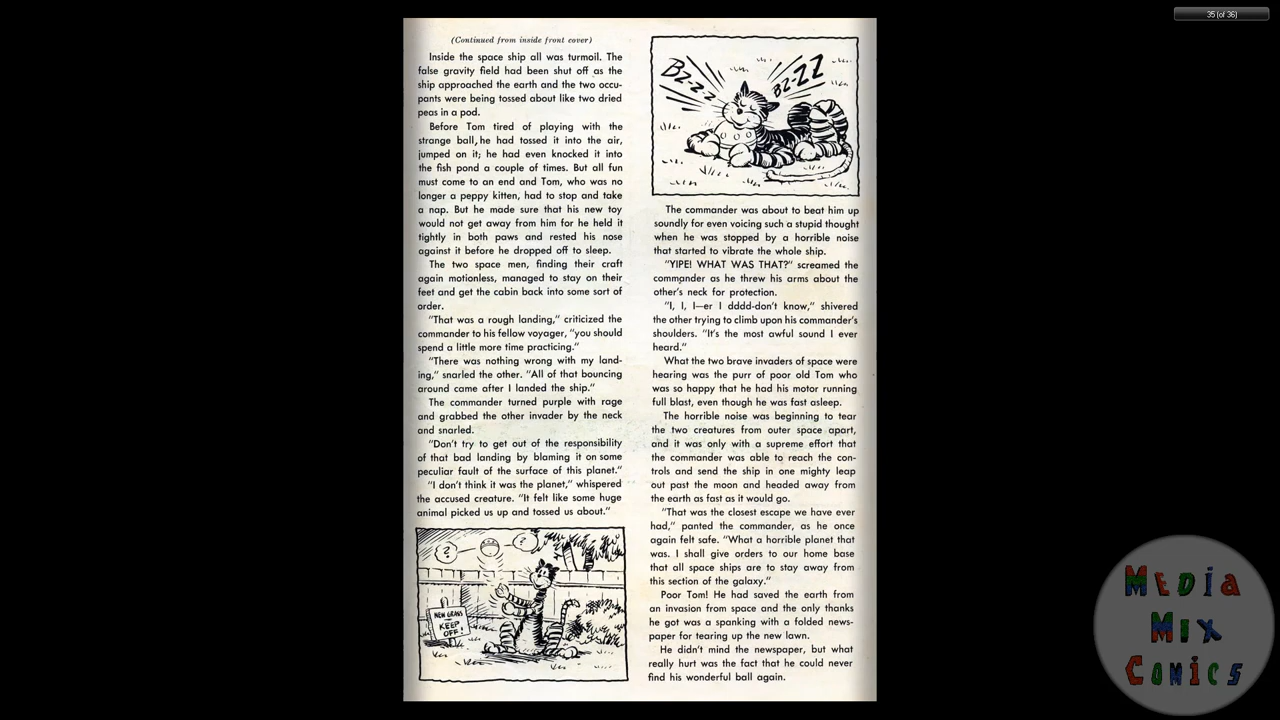 35 (of 36)
(Continued from inside front cover)
Inside the space ship all was turmoil. The
false gravity field had been shut off as the
ship approached the earth and the two occu-
pants were being tossed about like two dried
peas in a pod.
Before Tom tired of playing with the
strange ball, he had tossed it into the air,
jumped on it; he had even knocked it into
the fish pond a couple of times. But all fun
must come to an end and Tom, who was no
longer a peppy kitten, had to stop and take
a nap. But he made sure that his new toy
would not get away from him for he held it
tightly in both paws and rested his nose
against it before he dropped off to sleep.
The two space men, finding their craft
again motionless, managed to stay on their
feet and get the cabin back into some sort of
order.
"That was a rough landing," criticized the
commander to his fellow voyager, "you should
spend a little more time practicing."
"There was nothing wrong with my land-
ing," snarled the other. "All of that bouncing
around came after I landed the ship."
The commander turned purple with rage
and grabbed the other invader by the neck
and snarled.
"Don't try to get out of the responsibility
of that bad landing by blaming it on some
peculiar fault of the surface of this planet."
"I don't think it was the planet," whispered
the accused creature. "It felt like some huge
animal picked us up and tossed us about."
?
?
NEW GRASS
KEEP
OFF!
BZ-Z-Z
BZ-ZZ
The commander was about to beat him up
soundly for even voicing such a stupid thought
when he was stopped by a horrible noise
that started to vibrate the whole ship.
"YIPE! WHAT WAS THAT?" screamed the
commander as he threw his arms about the
other's neck for protection.
"I, I, I—er I dddd-don't know," shivered
the other trying to climb upon his commander's
shoulders. "It's the most awful sound I ever
heard."
What the two brave invaders of space were
hearing was the purr of poor old Tom who
was so happy that he had his motor running
full blast, even though he was fast asleep.
The horrible noise was beginning to tear
the two creatures from outer space apart,
and it was only with a supreme effort that
the commander was able to reach the con-
trols and send the ship in one mighty leap
out past the moon and headed away from
the earth as fast as it would go.
"That was the closest escape we have ever
had," panted the commander, as he once
again felt safe. "What a horrible planet that
was. I shall give orders to our home base
that all space ships are to stay away from
this section of the galaxy."
Poor Tom! He had saved the earth from
an invasion from space and the only thanks
he got was a spanking with a folded news-
paper for tearing up the new lawn.
He didn't mind the newspaper, but what
really hurt was the fact that he could never
find his wonderful ball again.
MEDIA
MIX
COMICS